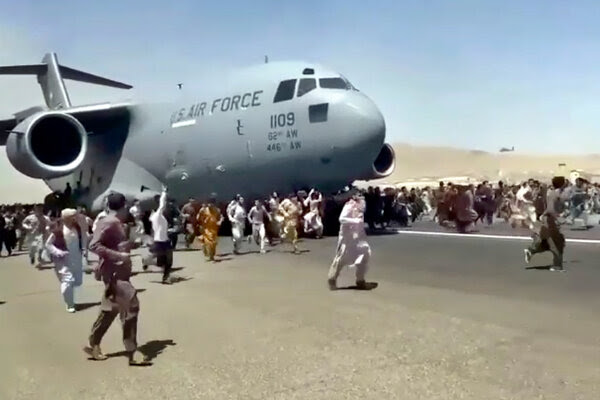 U.S. AIR FORCE
1109
62ND AW
446TH AW